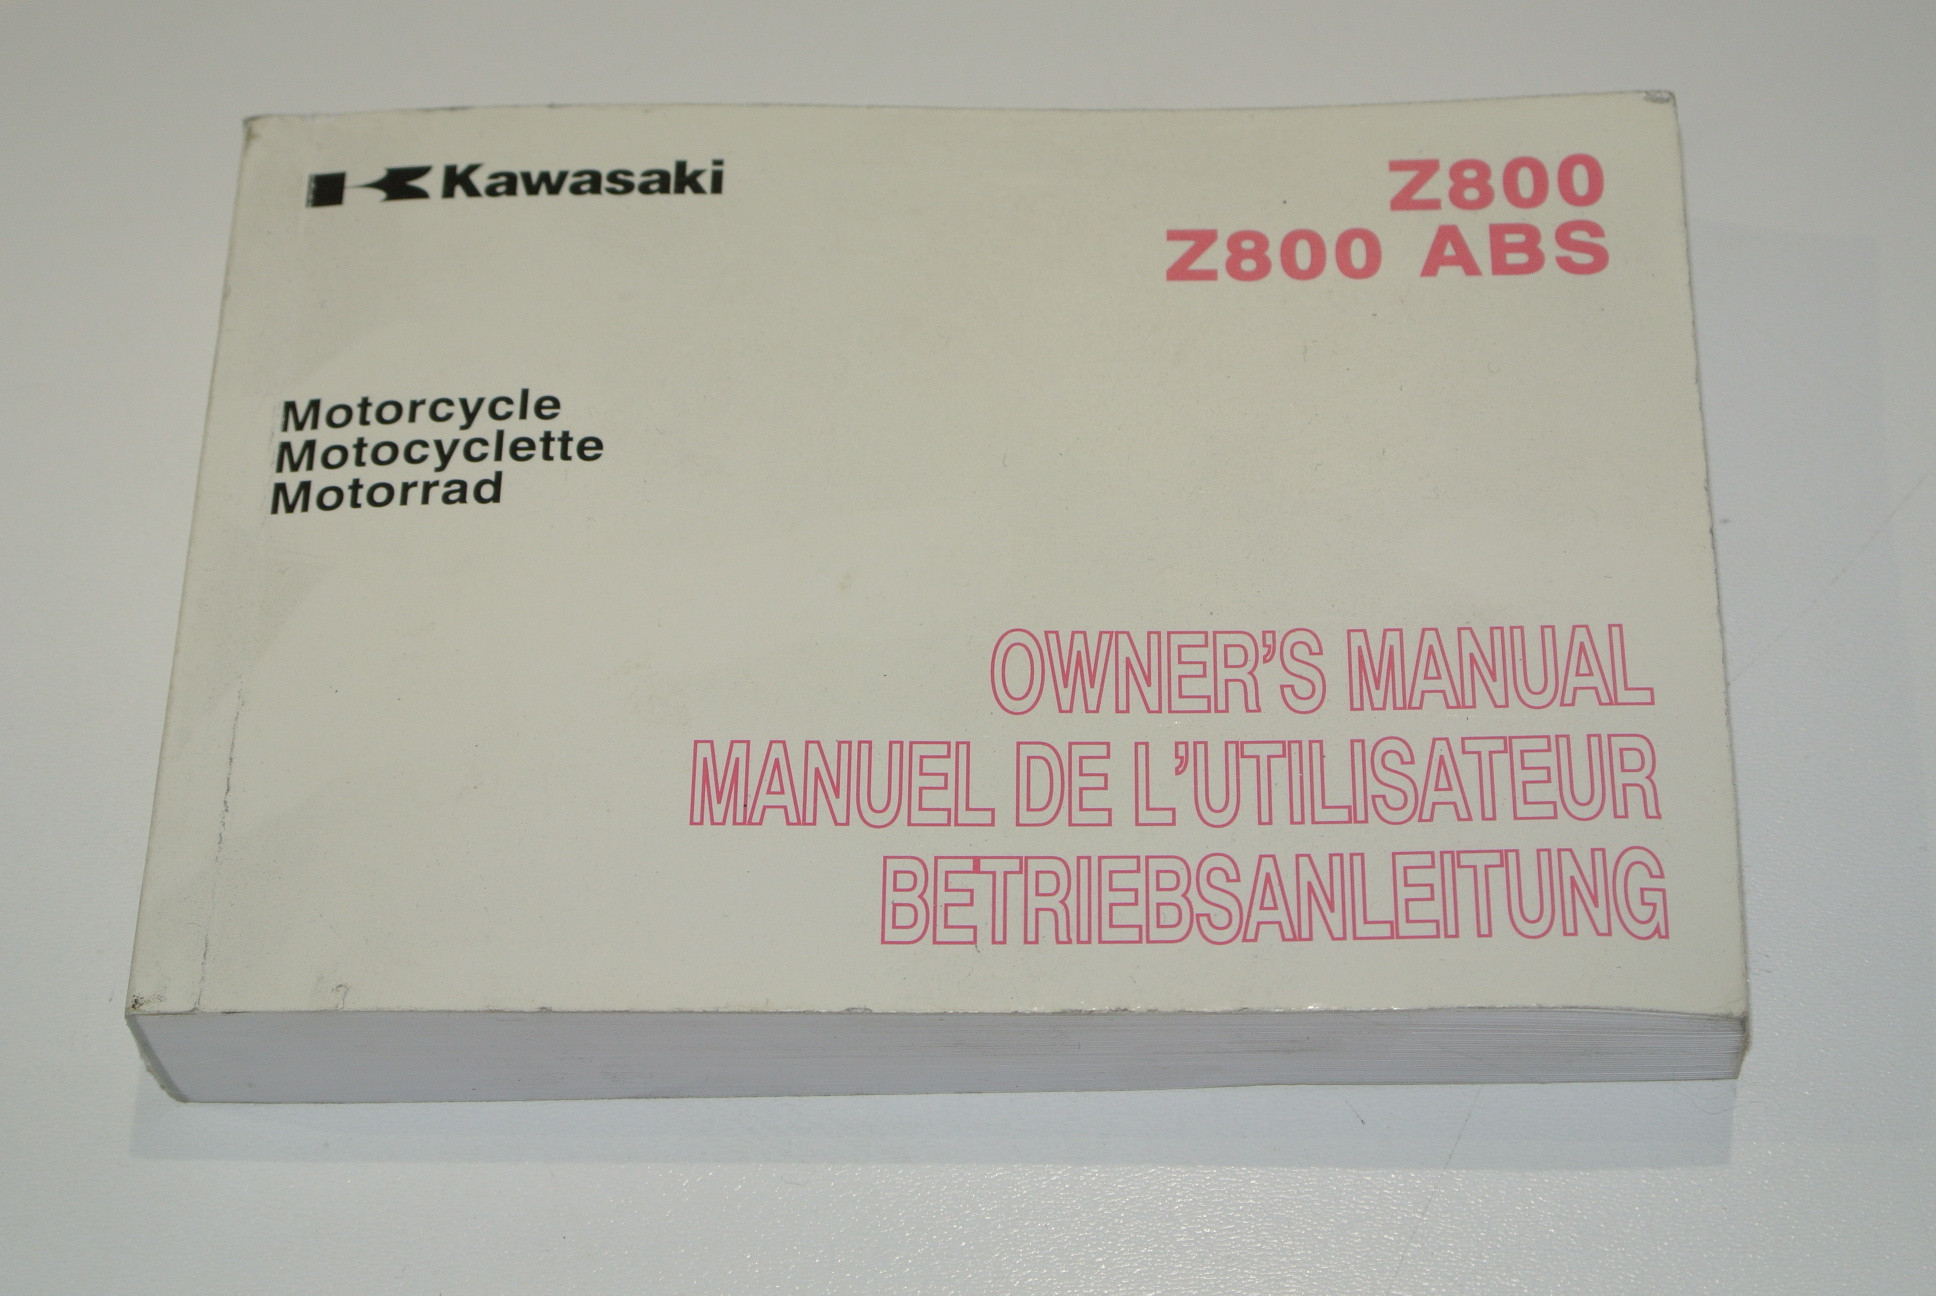 Kawasaki
Z800
Z800 ABS
Motorcycle
Motocyclette
Motorrad
OWNER'S MANUAL
MANUEL DE L'UTILISATEUR
BETRIEBSANLEITUNG